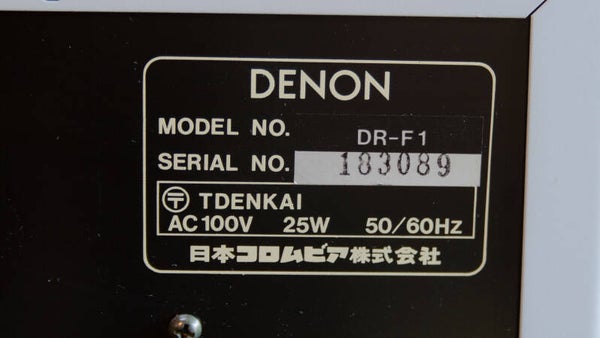 DENON
MODEL NO. DR-F1
SERIAL NO. 183089
〒 TDENKAI
AC100V 25W 50/60Hz
日本コロムビア株式会社